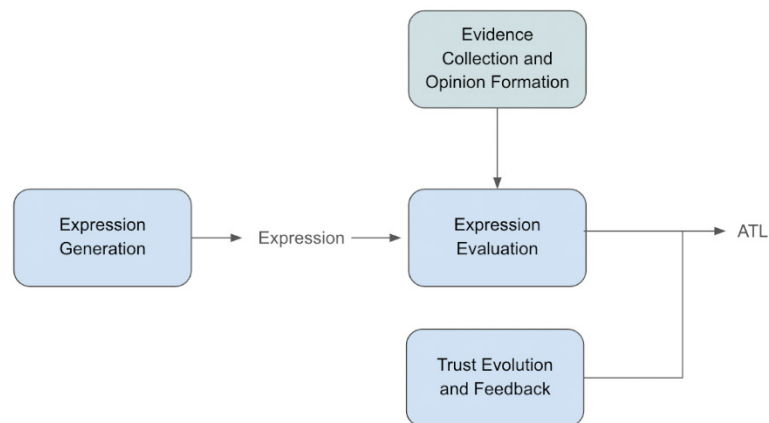 Evidence
Collection and
Opinion Formation
Expression
Generation
Expression
Expression
Evaluation
ATL
Trust Evolution
and Feedback